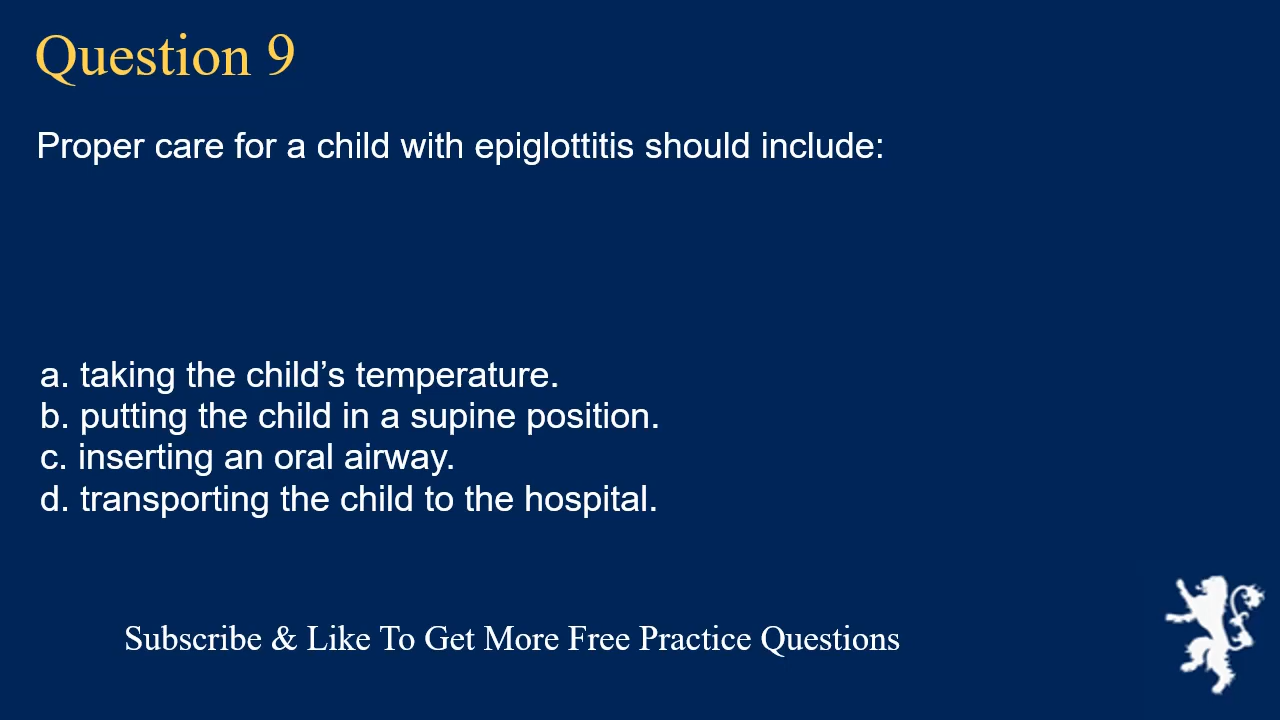 Question 9
Proper care for a child with epiglottitis should include:
a. taking the child’s temperature.
b. putting the child in a supine position.
c. inserting an oral airway.
d. transporting the child to the hospital.
Subscribe & Like To Get More Free Practice Questions